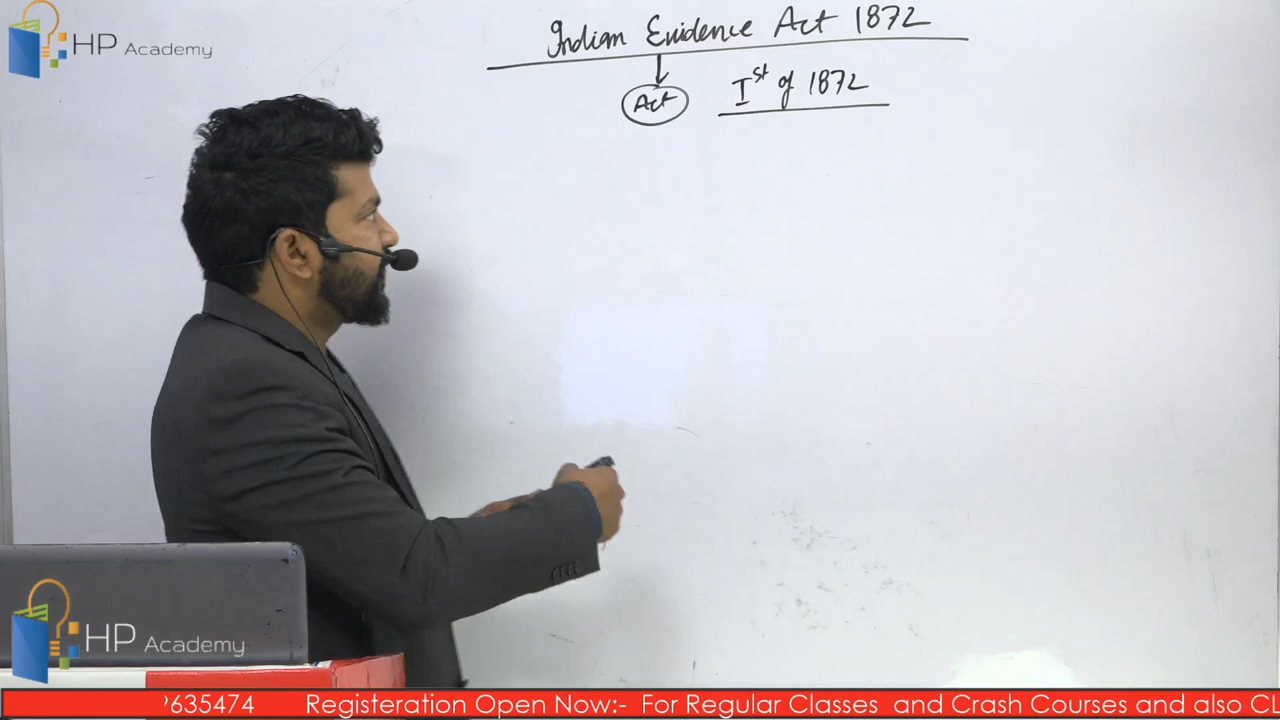 HP Academy
Indian Evidence Act 1872
Act
Ist of 1872
HP Academy
635474 Registeration Open Now:- For Regular Classes and Crash Courses and also CL